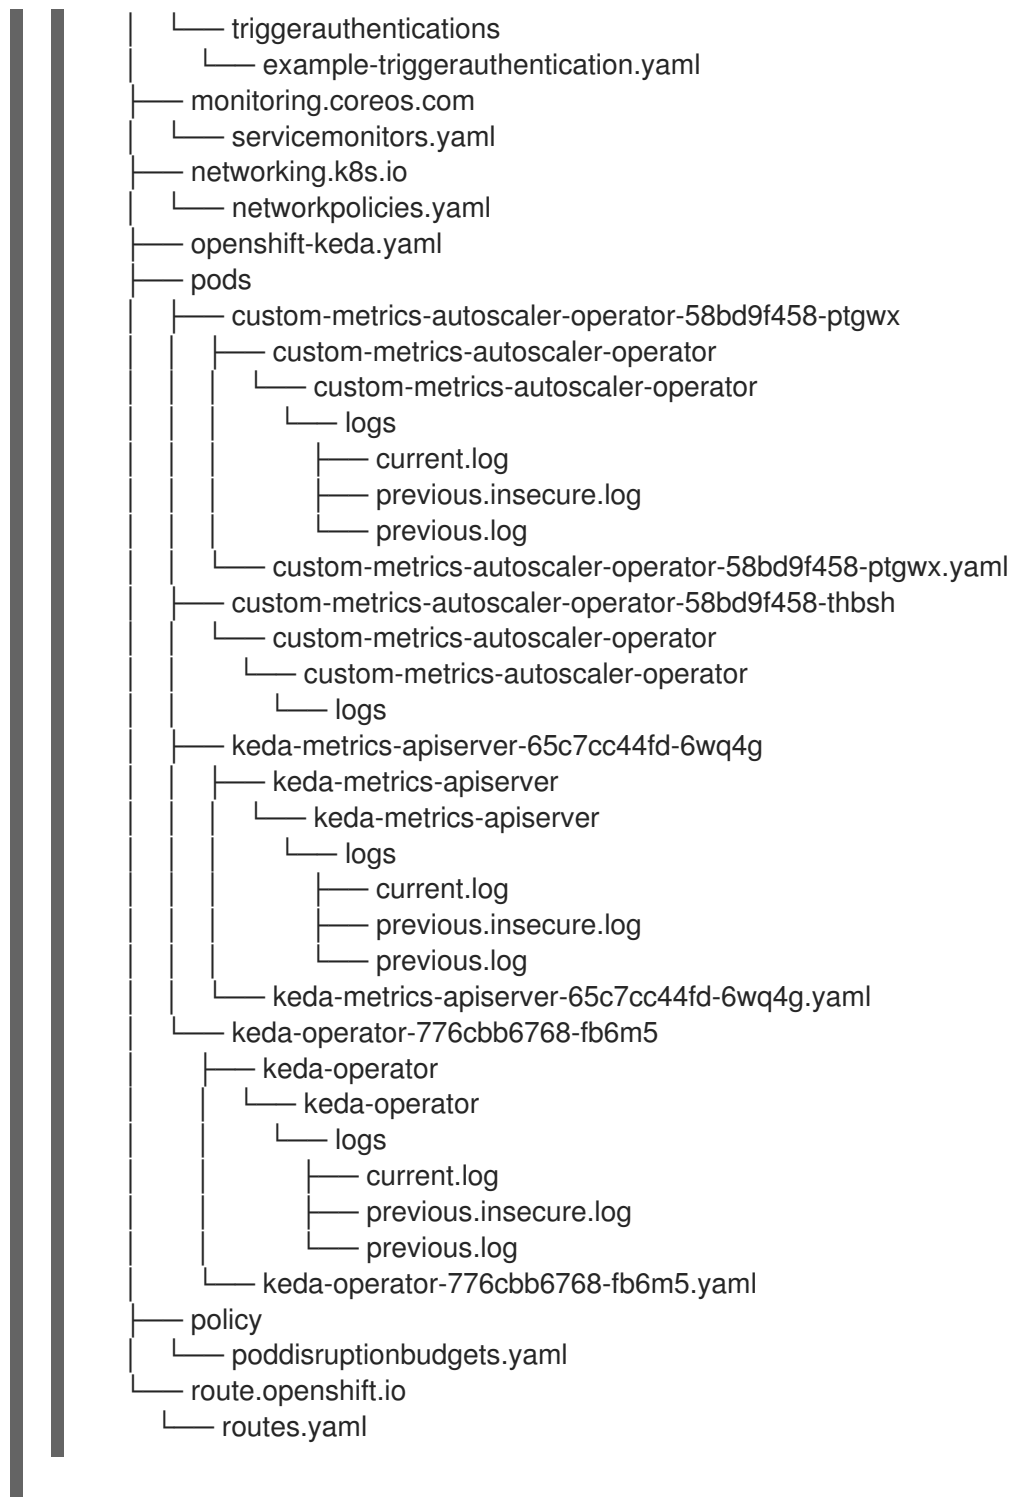 │   └── triggerauthentications
│       └── example-triggerauthentication.yaml
├── monitoring.coreos.com
│   └── servicemonitors.yaml
├── networking.k8s.io
│   └── networkpolicies.yaml
├── openshift-keda.yaml
├── pods
│   ├── custom-metrics-autoscaler-operator-58bd9f458-ptgwx
│   │   ├── custom-metrics-autoscaler-operator
│   │   │   └── custom-metrics-autoscaler-operator
│   │   │       └── logs
│   │   │           ├── current.log
│   │   │           ├── previous.insecure.log
│   │   │           └── previous.log
│   │   └── custom-metrics-autoscaler-operator-58bd9f458-ptgwx.yaml
│   ├── custom-metrics-autoscaler-operator-58bd9f458-thbsh
│   │   └── custom-metrics-autoscaler-operator
│   │       └── custom-metrics-autoscaler-operator
│   │           └── logs
│   ├── keda-metrics-apiserver-65c7cc44fd-6wq4g
│   │   ├── keda-metrics-apiserver
│   │   │   └── keda-metrics-apiserver
│   │   │       └── logs
│   │   │           ├── current.log
│   │   │           ├── previous.insecure.log
│   │   │           └── previous.log
│   │   └── keda-metrics-apiserver-65c7cc44fd-6wq4g.yaml
│   └── keda-operator-776cbb6768-fb6m5
│       ├── keda-operator
│       │   └── keda-operator
│       │       └── logs
│       │           ├── current.log
│       │           ├── previous.insecure.log
│       │           └── previous.log
│       └── keda-operator-776cbb6768-fb6m5.yaml
├── policy
│   └── poddisruptionbudgets.yaml
└── route.openshift.io
    └── routes.yaml